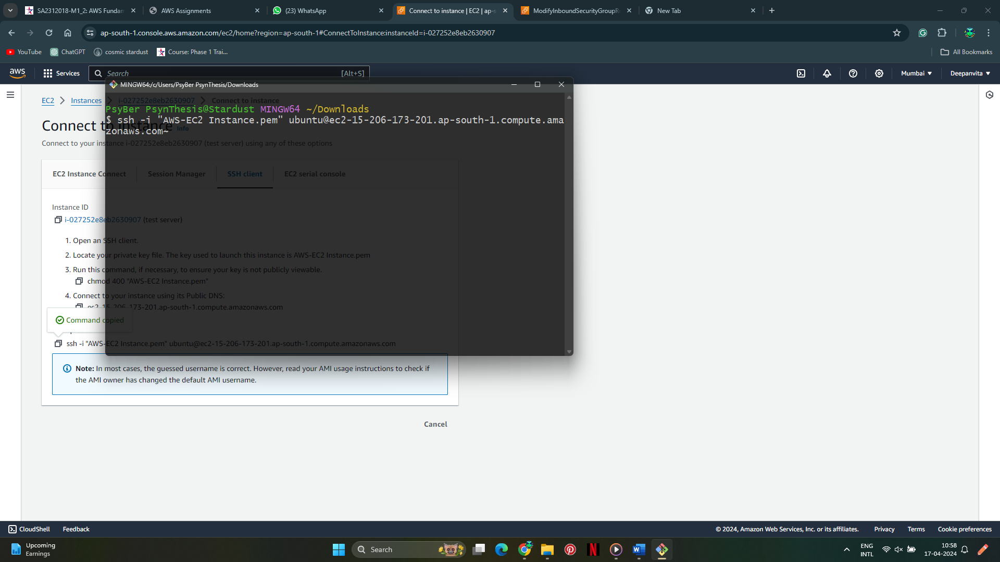 SA2312018-M1_2: AWS Fundam
AWS Assignments
(23) WhatsApp
Connect to instance | EC2 | ap-s
ModifyInboundSecurityGroupR
New Tab
ap-south-1.console.aws.amazon.com/ec2/home?region=ap-south-1#ConnectToInstance:instanceId=i-027252e8eb2630907
YouTube
ChatGPT
cosmic stardust
Course: Phase 1 Trai...
All Bookmarks
aws
Services
Search
[Alt+S]
Mumbai
Deepanvita
MINGW64:/c/Users/PsyBer PsynThesis/Downloads
EC2
Instances
i-027252e8eb2630907
Connect to instance
PsyBer PsynThesis@Stardust MINGW64 ~/Downloads
$ ssh -i "AWS-EC2 Instance.pem" ubuntu@ec2-15-206-173-201.ap-south-1.compute.ama
zonaws.com~
Connect to instance Info
Connect to your instance i-027252e8eb2630907 (test server) using any of these options
EC2 Instance Connect
Session Manager
SSH client
EC2 serial console
Instance ID
i-027252e8eb2630907 (test server)
1. Open an SSH client.
2. Locate your private key file. The key used to launch this instance is AWS-EC2 Instance.pem
3. Run this command, if necessary, to ensure your key is not publicly viewable.
chmod 400 "AWS-EC2 Instance.pem"
4. Connect to your instance using its Public DNS:
ec2-15-206-173-201.ap-south-1.compute.amazonaws.com
Command copied
ssh -i "AWS-EC2 Instance.pem" ubuntu@ec2-15-206-173-201.ap-south-1.compute.amazonaws.com
Note: In most cases, the guessed username is correct. However, read your AMI usage instructions to check if
the AMI owner has changed the default AMI username.
Cancel
CloudShell
Feedback
© 2024, Amazon Web Services, Inc. or its affiliates.
Privacy
Terms
Cookie preferences
Upcoming
Earnings
Search
ENG
INTL
10:58
17-04-2024